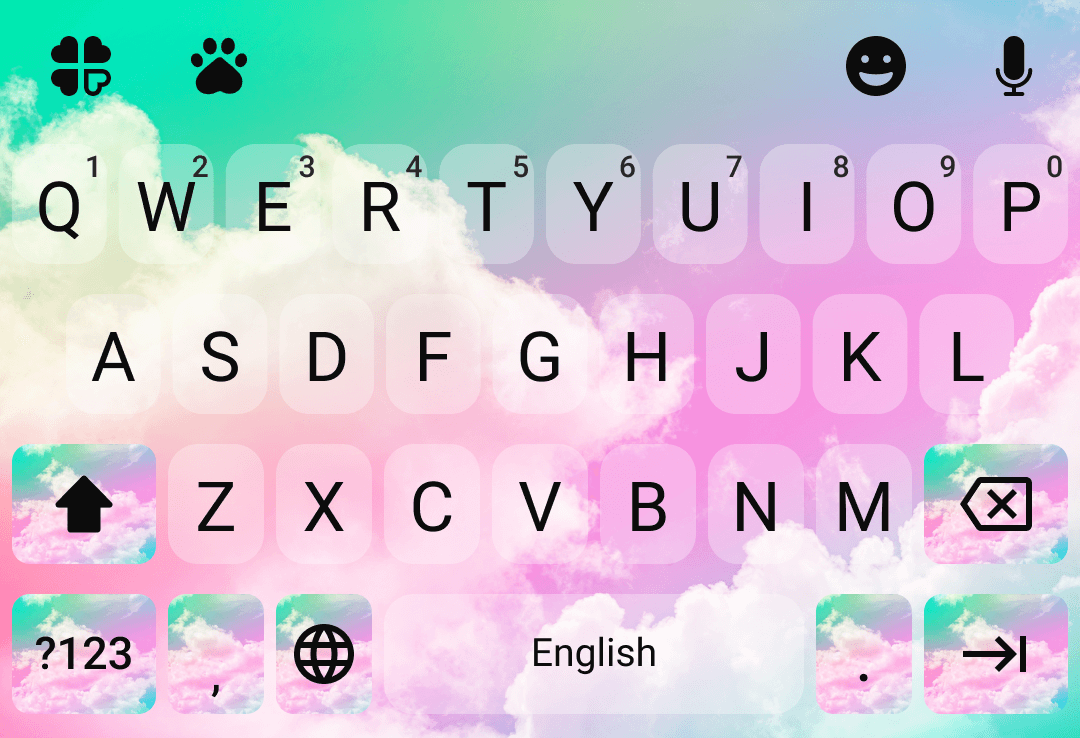 1 2 3 4 5 6 7 8 9 0
Q W E R T Y U I O P
A S D F G H J K L
Z X C V B N M
?123 , English .